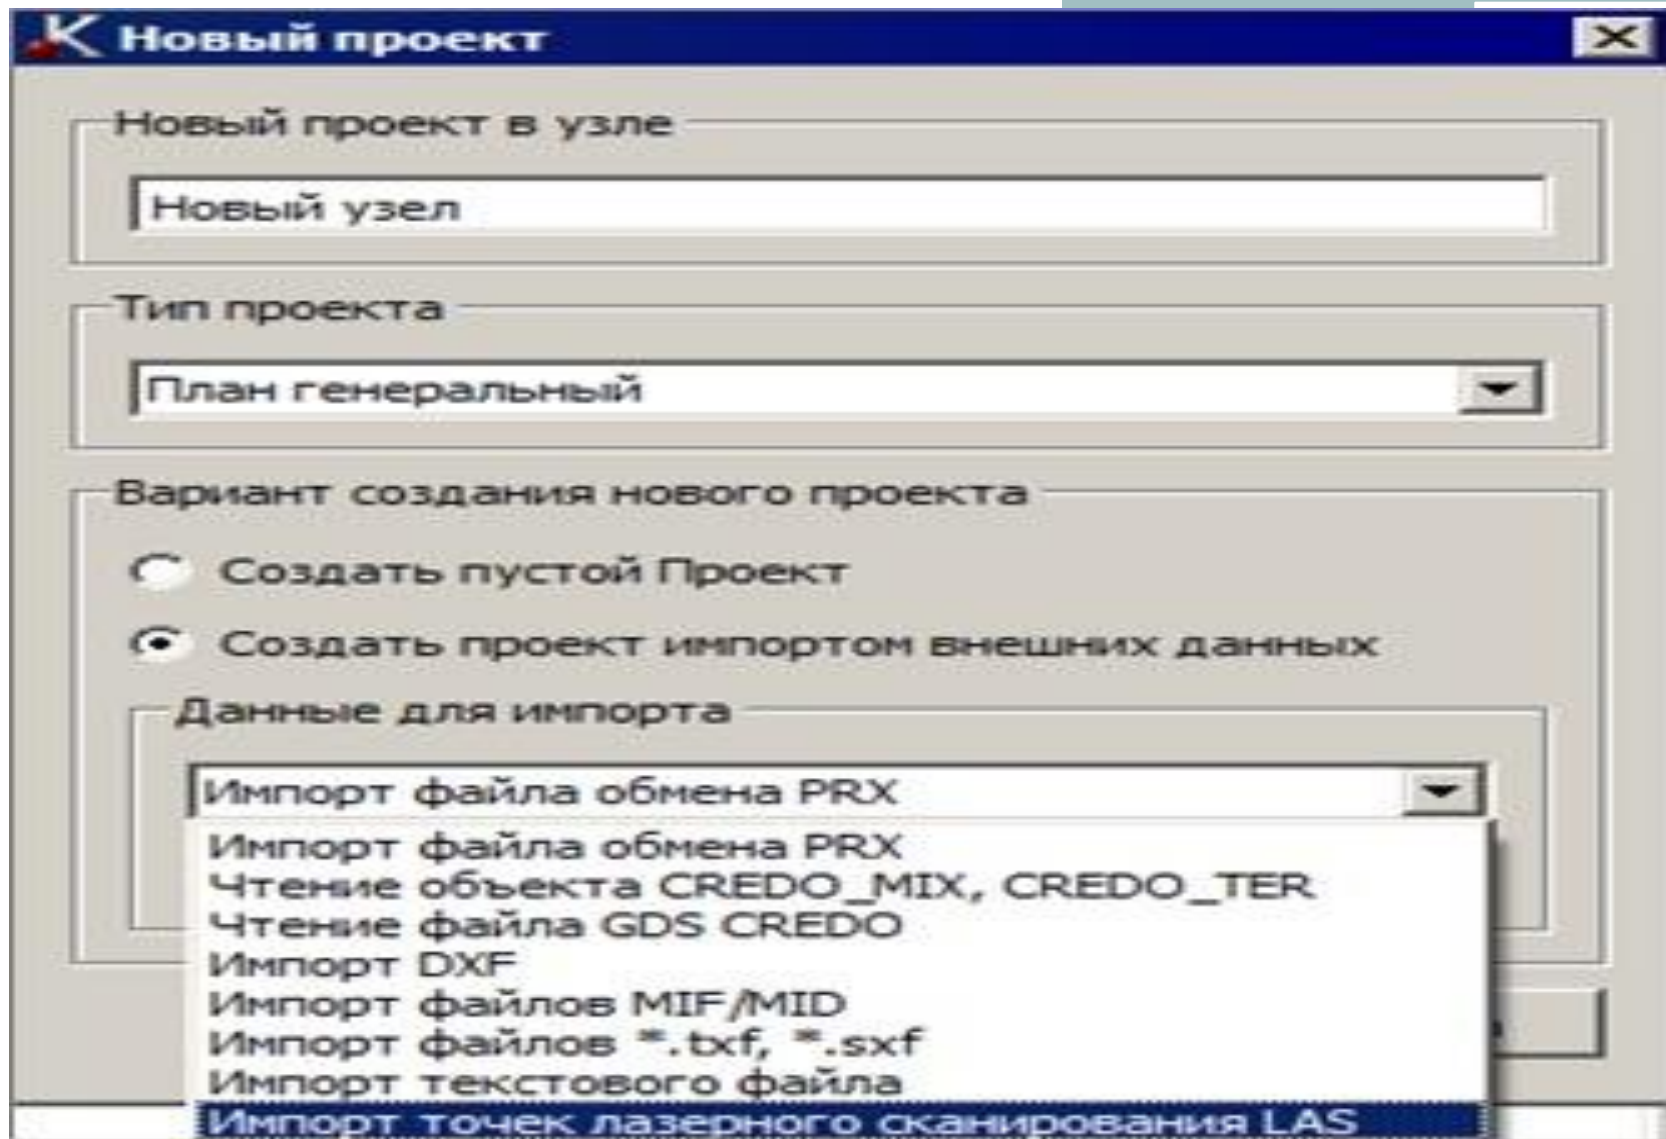 Новый проект
Новый проект в узле
Новый узел
Тип проекта
План генеральный
Вариант создания нового проекта
Создать пустой Проект
Создать проект импортом внешних данных
Данные для импорта
Импорт файла обмена PRX
Импорт файла обмена PRX
Чтение объекта CREDO_MIX, CREDO_TER
Чтение файла GDS CREDO
Импорт DXF
Импорт файлов MIF/MID
Импорт файлов *.txf, *.sxf
Импорт текстового файла
Импорт точек лазерного сканирования LAS